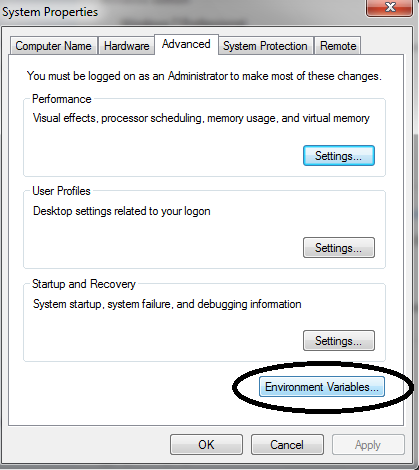 System Properties
Computer Name Hardware Advanced System Protection Remote
You must be logged on as an Administrator to make most of these changes.
Performance
Visual effects, processor scheduling, memory usage, and virtual memory
Settings...
User Profiles
Desktop settings related to your logon
Settings...
Startup and Recovery
System startup, system failure, and debugging information
Settings...
Environment Variables...
OK Cancel Apply